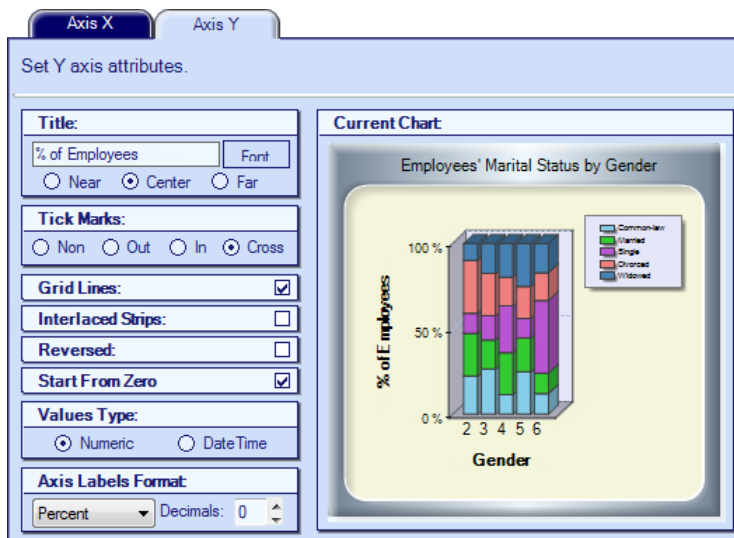 Axis X
Axis Y
Set Y axis attributes.
Title:
% of Employees
Font
Near Center Far
Tick Marks:
Non Out In Cross
Grid Lines:
Interlaced Strips:
Reversed:
Start From Zero
Values Type:
Numeric DateTime
Axis Labels Format:
Percent Decimals: 0
Current Chart:
Employees' Marital Status by Gender
Common-law
Married
Single
Divorced
Widowed
100 %
50 %
0 %
% of Employees
2 3 4 5 6
Gender